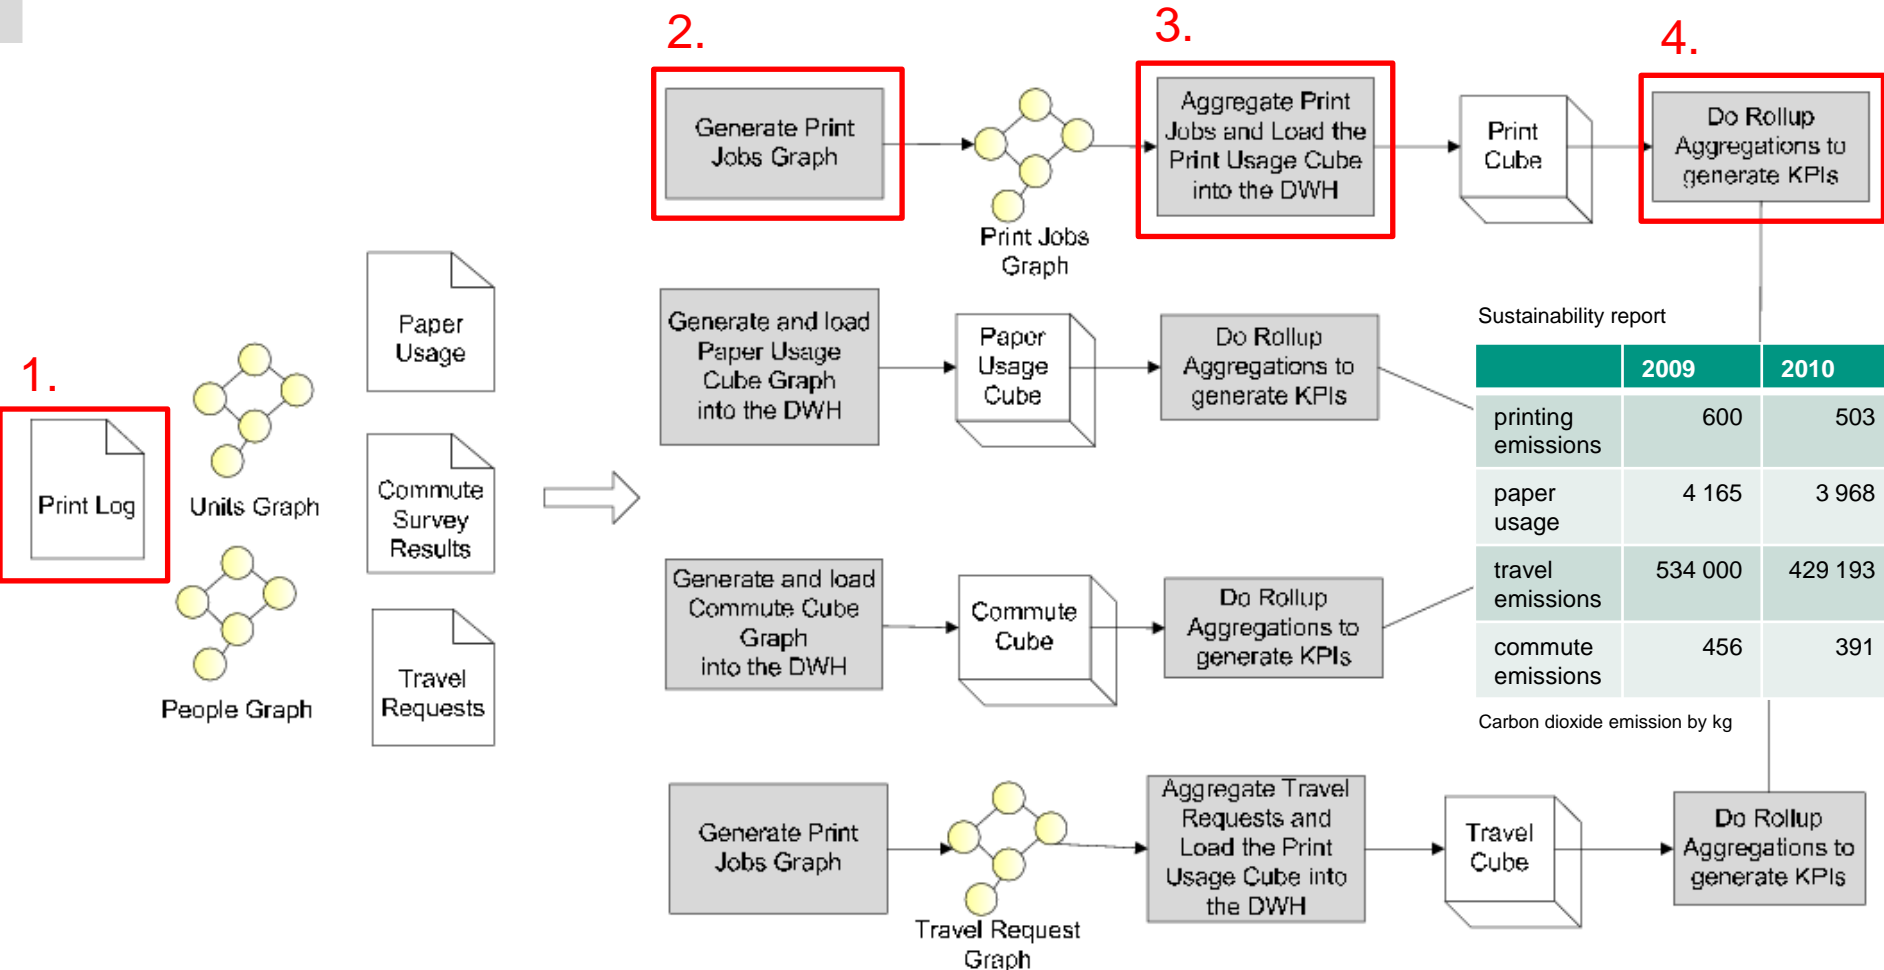 1.
Print Log
Units Graph
People Graph
Paper
Usage
Commute
Survey
Results
Travel
Requests
2.
Generate Print
Jobs Graph
Print Jobs
Graph
3.
Aggregate Print
Jobs and Load the
Print Usage Cube
into the DWH
Print
Cube
4.
Do Rollup
Aggregations to
generate KPIs
Generate and load
Paper Usage
Cube Graph
into the DWH
Paper
Usage
Cube
Do Rollup
Aggregations to
generate KPIs
Generate and load
Commute Cube
Graph
into the DWH
Commute
Cube
Do Rollup
Aggregations to
generate KPIs
Generate Print
Jobs Graph
Travel Request
Graph
Aggregate Travel
Requests and
Load the Print
Usage Cube into
the DWH
Travel
Cube
Do Rollup
Aggregations to
generate KPIs
Sustainability report
2009 2010
printing
emissions 600 503
paper
usage 4 165 3 968
travel
emissions 534 000 429 193
commute
emissions 456 391
Carbon dioxide emission by kg